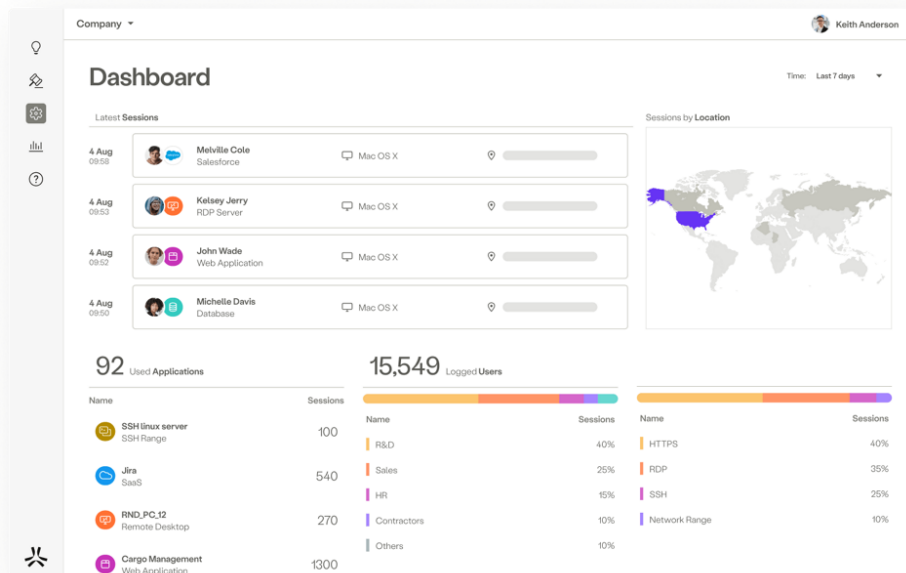 Company
Keith Anderson
Dashboard
Time: Last 7 days
Latest Sessions
Sessions by Location
4 Aug
09:58
Melville Cole
Salesforce
Mac OS X
4 Aug
09:53
Kelsey Jerry
RDP Server
Mac OS X
4 Aug
09:52
John Wade
Web Application
Mac OS X
4 Aug
09:50
Michelle Davis
Database
Mac OS X
92 Used Applications
Name Sessions
SSH linux server
SSH Range
100
Jira
SaaS
540
RND_PC_12
Remote Desktop
270
Cargo Management
Web Application
1300
15,549 Logged Users
Name Sessions
R&D 40%
Sales 25%
HR 15%
Contractors 10%
Others 10%
Name Sessions
HTTPS 40%
RDP 35%
SSH 25%
Network Range 10%